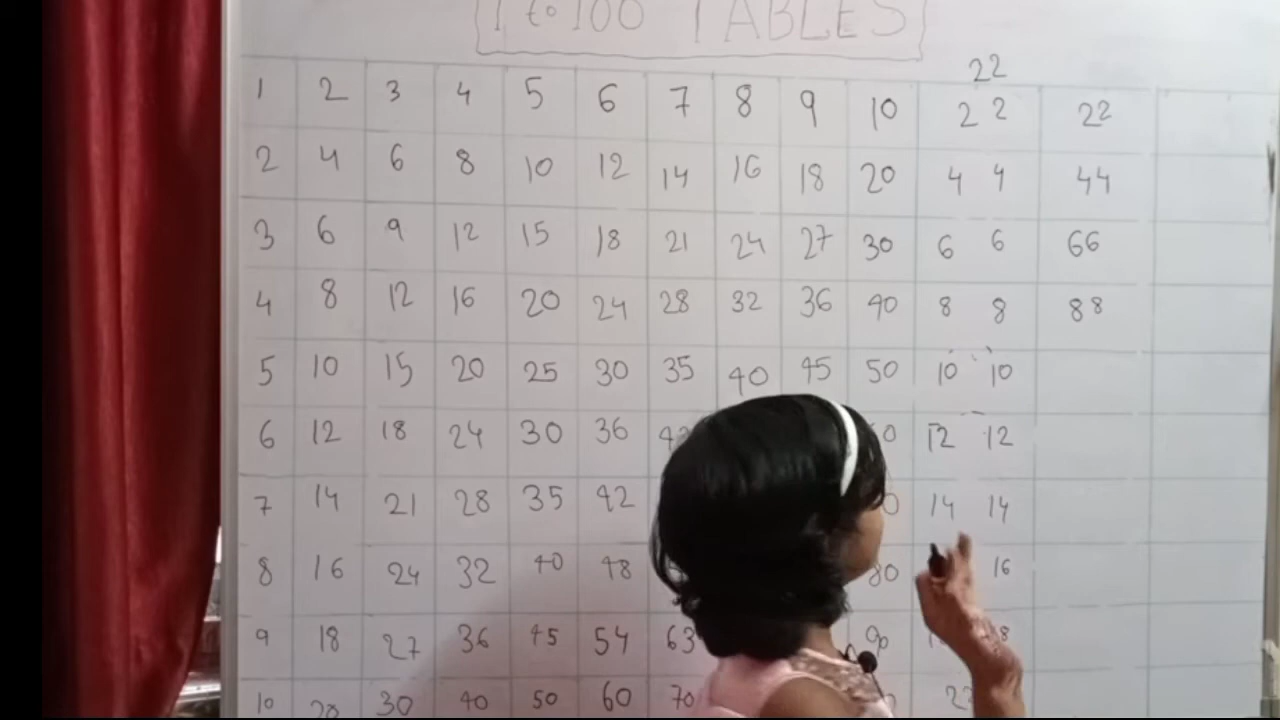 1 to 100 TABLES
22
1 2 3 4 5 6 7 8 9 10 2 2 22
2 4 6 8 10 12 14 16 18 20 4 4 44
3 6 9 12 15 18 21 24 27 30 6 6 66
4 8 12 16 20 24 28 32 36 40 8 8 88
5 10 15 20 25 30 35 40 45 50 10 10
6 12 18 24 30 36 12 12
7 14 21 28 35 42 14 14
8 16 24 32 40 48 80 16
9 18 27 36 45 54 63 90
10 20 30 40 50 60 70